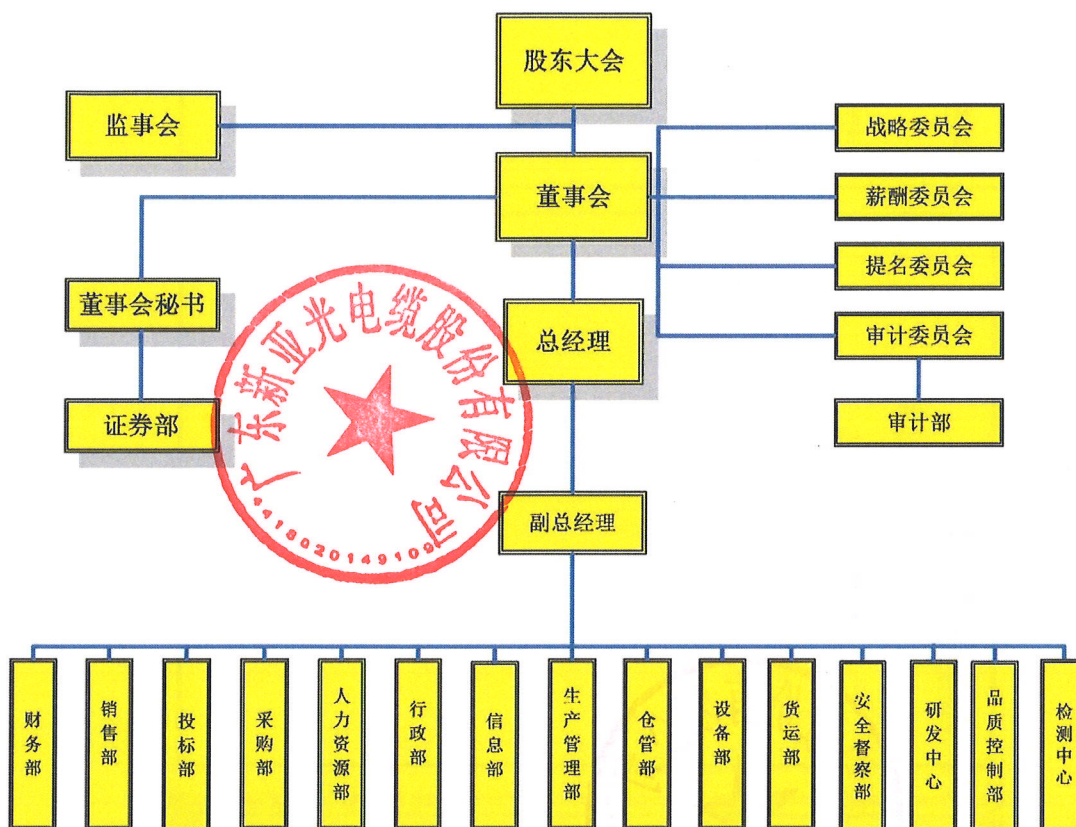 股东大会
监事会
战略委员会
董事会
薪酬委员会
提名委员会
董事会秘书
总经理
审计委员会
证券部
审计部
副总经理
广东新亚光电缆股份有限公司
4418020149109
财务部
销售部
投标部
采购部
人力资源部
行政部
信息部
生产管理部
仓管部
设备部
货运部
安全督察部
研发中心
品质控制部
检测中心